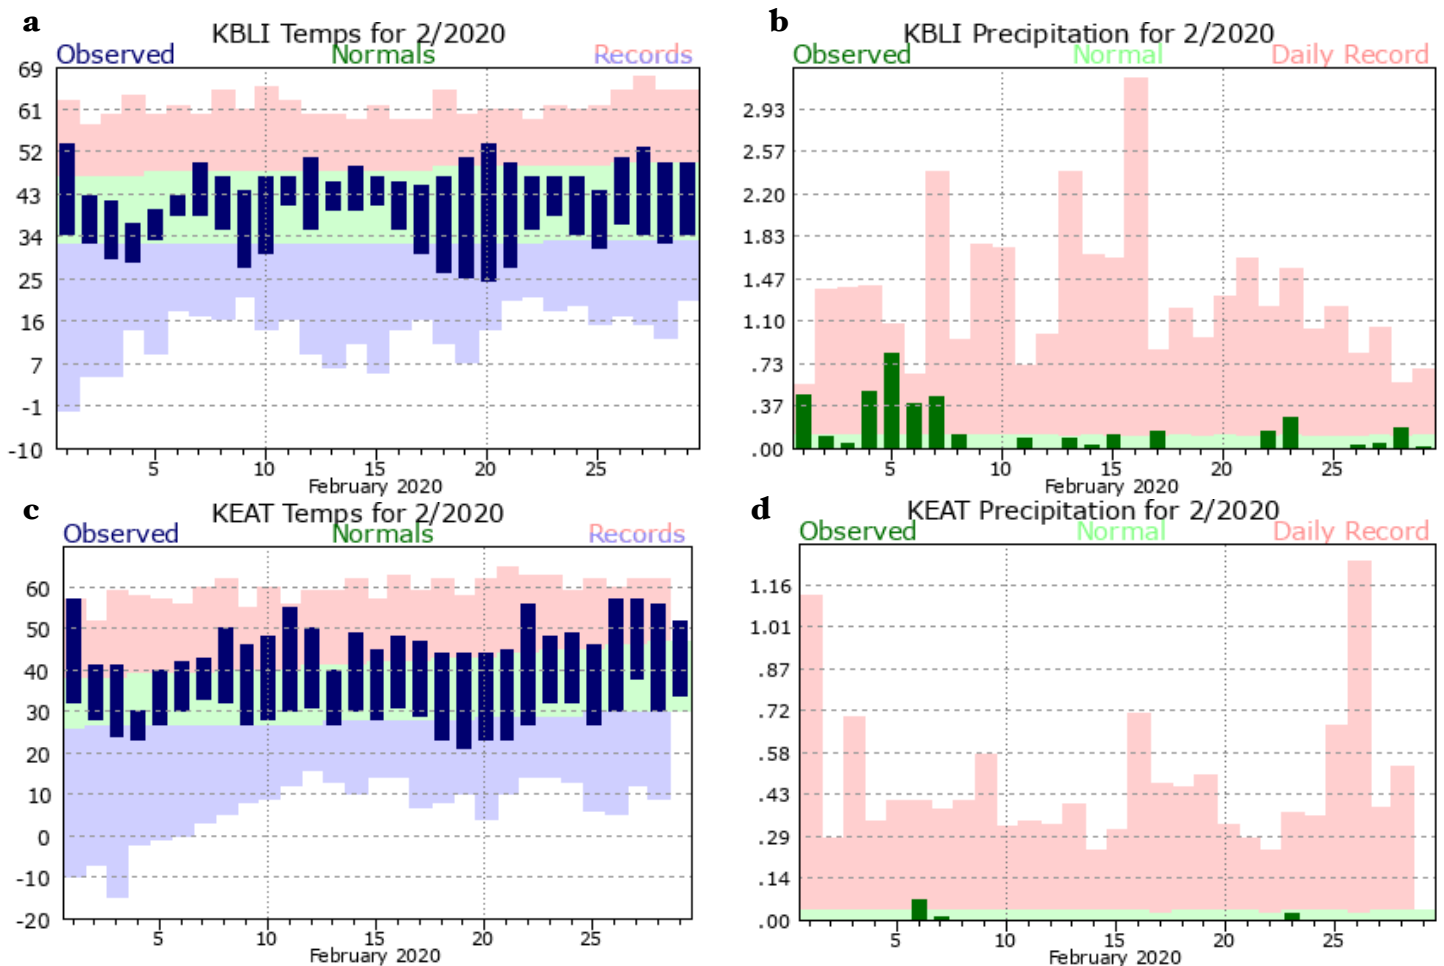 a
KBLI Temps for 2/2020
Observed Normals Records
69
61
52
43
34
25
16
7
-1
-10
5 10 15 20 25
February 2020
b
KBLI Precipitation for 2/2020
Observed Normal Daily Record
2.93
2.57
2.20
1.83
1.47
1.10
.73
.37
.00
5 10 15 20 25
February 2020
c
KEAT Temps for 2/2020
Observed Normals Records
60
50
40
30
20
10
0
-10
-20
5 10 15 20 25
February 2020
d
KEAT Precipitation for 2/2020
Observed Normal Daily Record
1.16
1.01
.87
.72
.58
.43
.29
.14
.00
5 10 15 20 25
February 2020